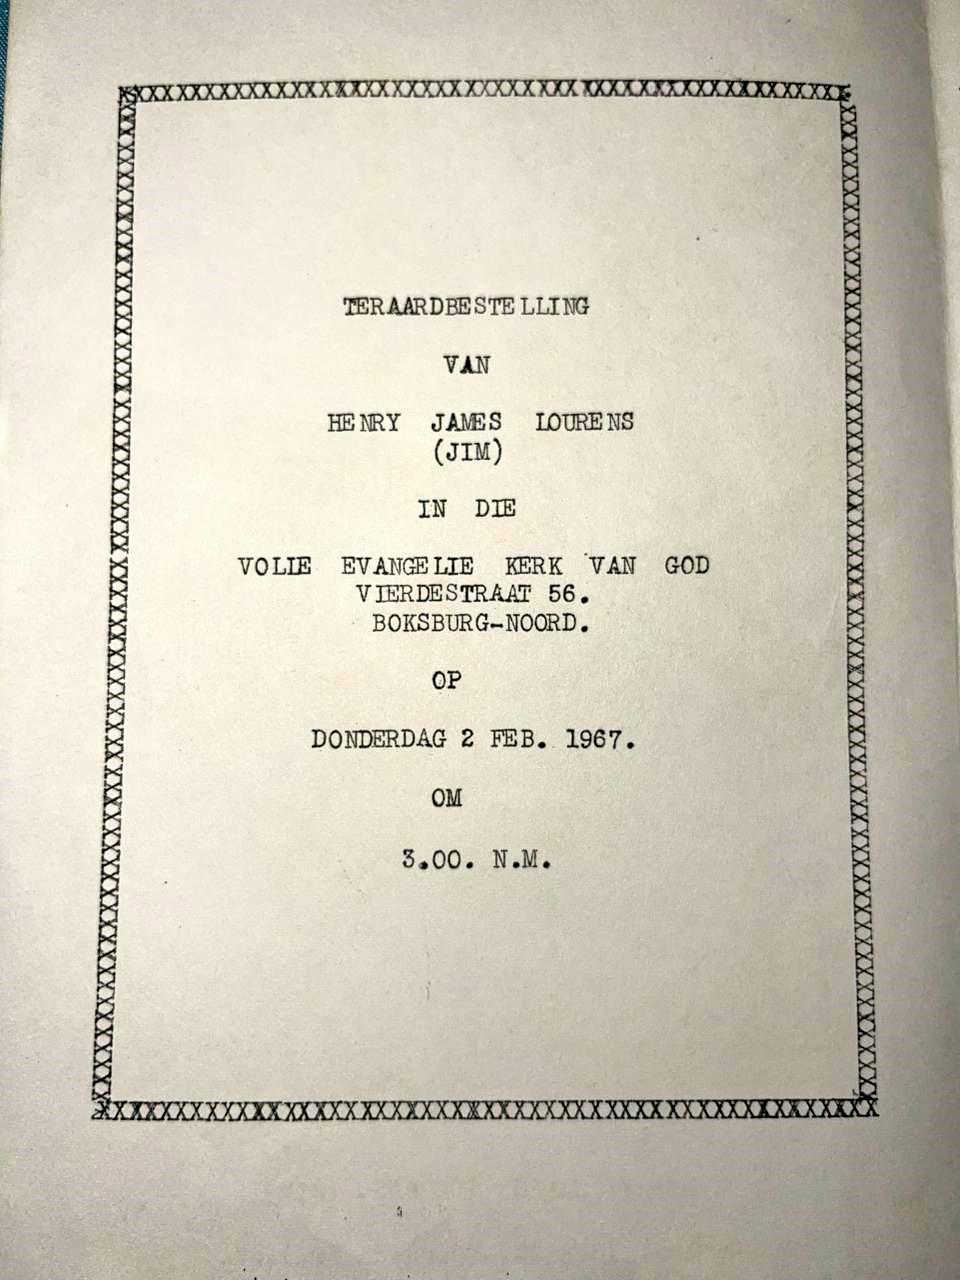 TERAARDBESTELLING
VAN
HENRY JAMES LOURENS
(JIM)
IN DIE
VOLLE EVANGELIE KERK VAN GOD
VIERDESTRAAT 56.
BOKSBURG-NOORD.
OP
DONDERDAG 2 FEB. 1967.
OM
3.00. N.M.